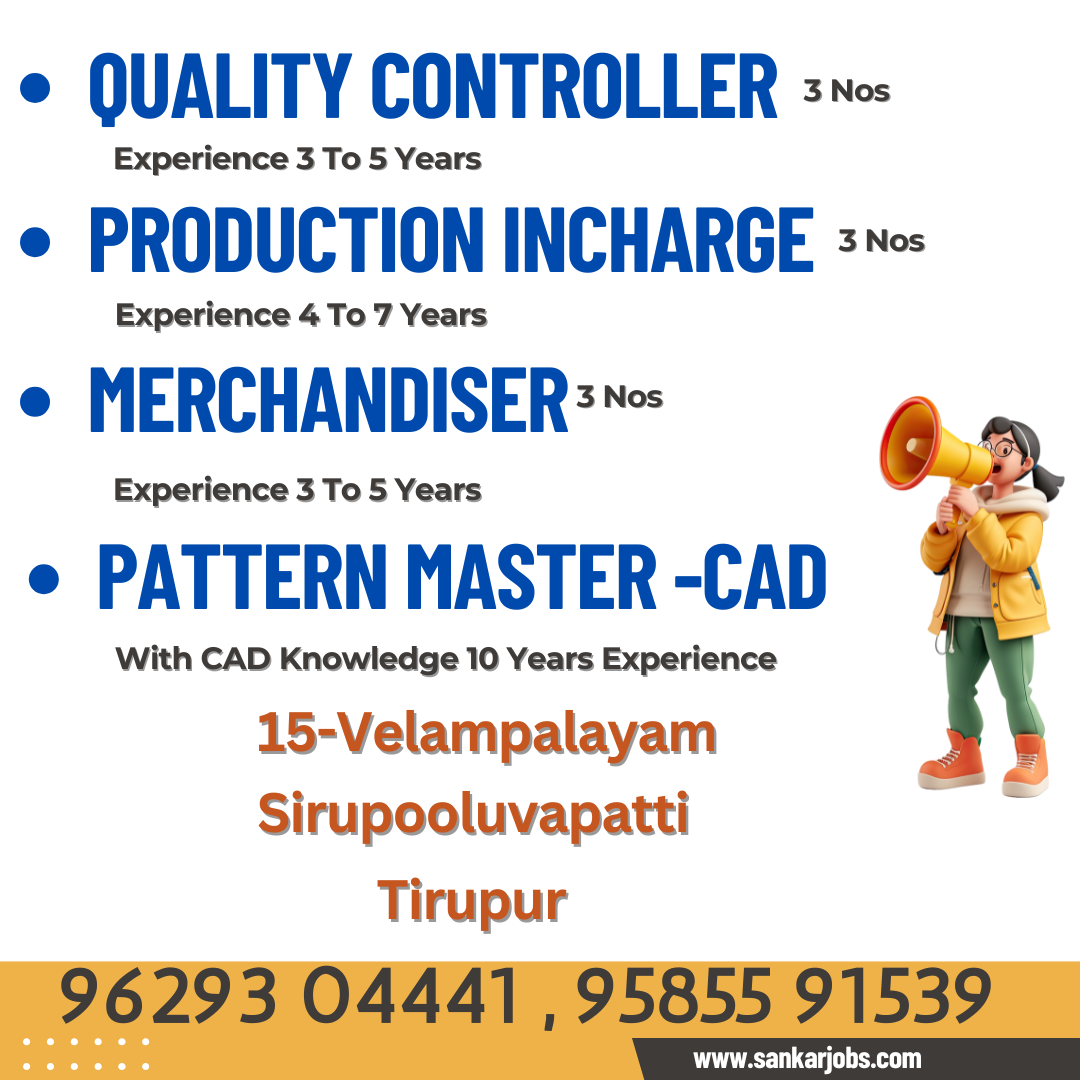 QUALITY CONTROLLER 3 Nos
Experience 3 To 5 Years
PRODUCTION INCHARGE 3 Nos
Experience 4 To 7 Years
MERCHANDISER 3 Nos
Experience 3 To 5 Years
PATTERN MASTER -CAD
With CAD Knowledge 10 Years Experience
15-Velampalayam
Sirupooluvapatti
Tirupur
96293 04441 , 95855 91539
www.sankarjobs.com